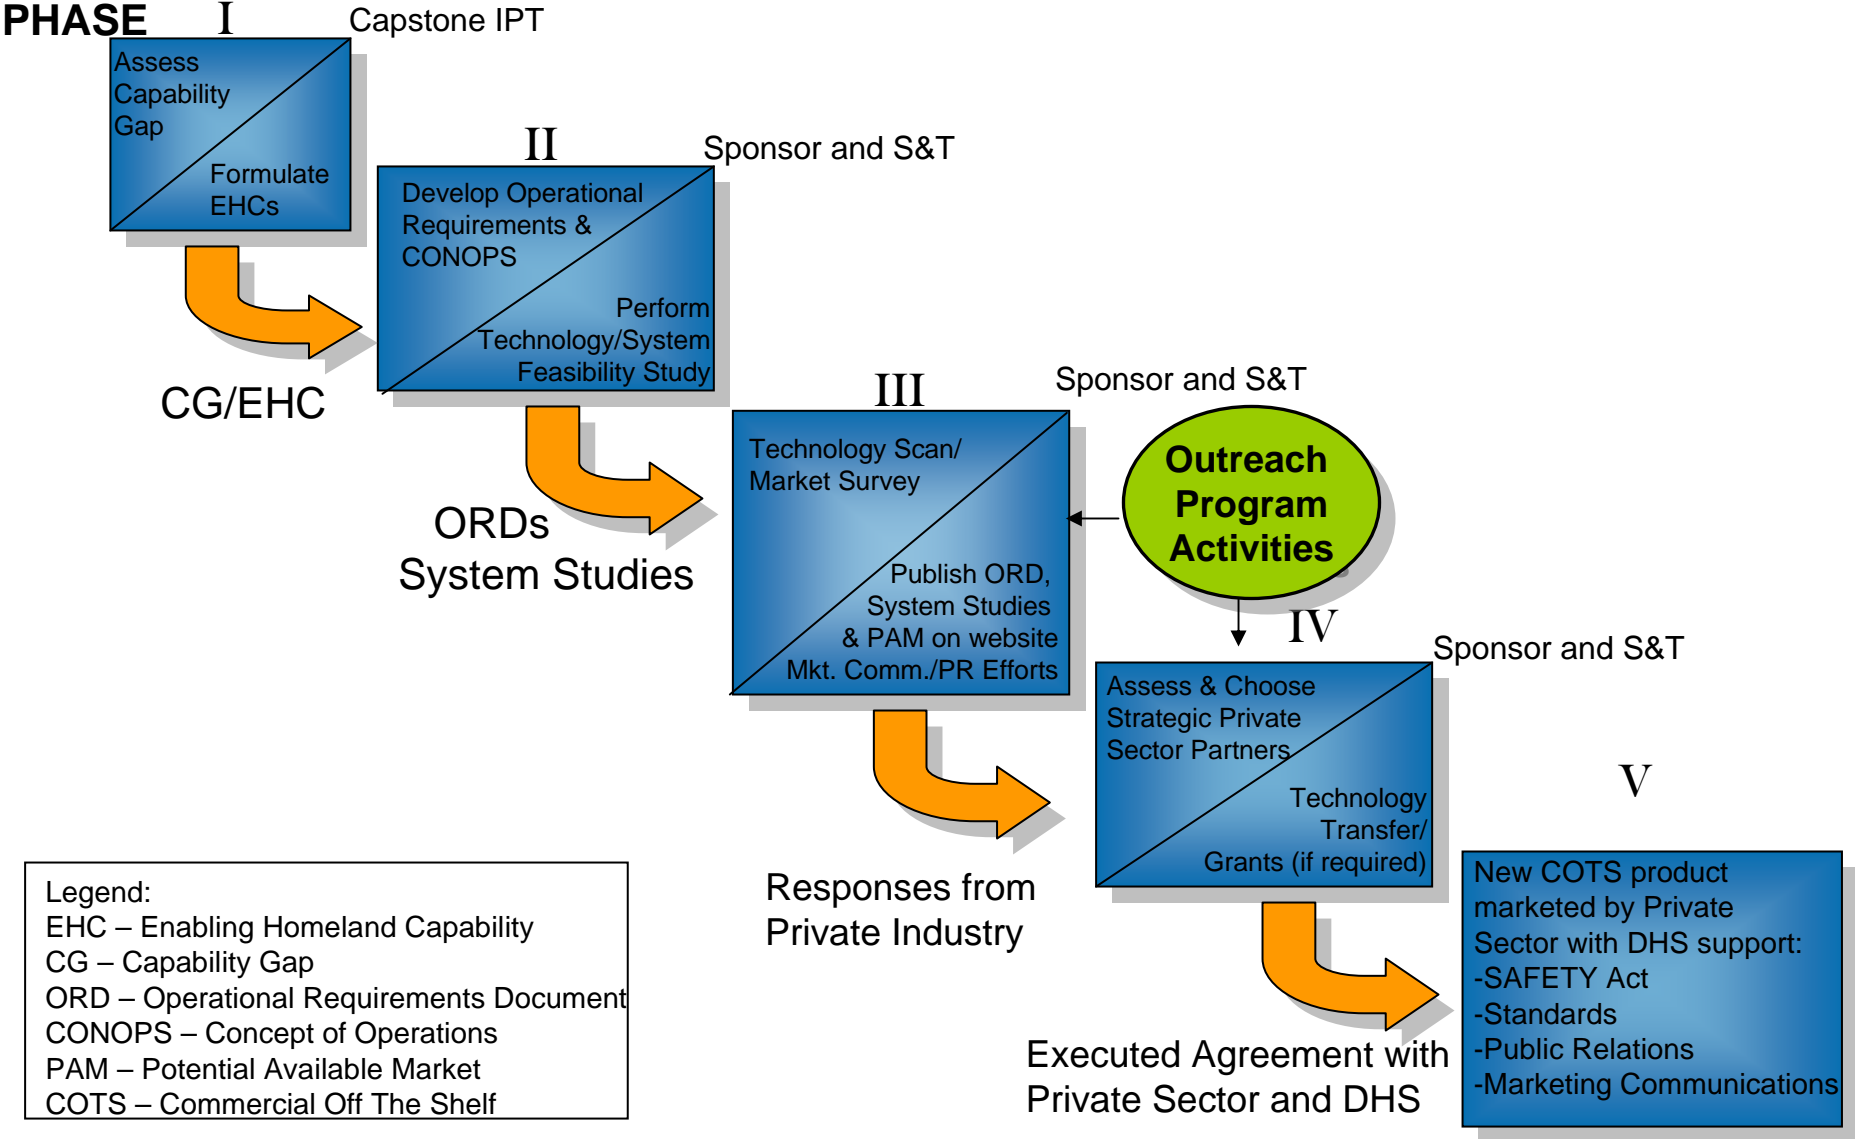 PHASE
I
Capstone IPT
Assess
Capability
Gap
Formulate
EHCs
CG/EHC
II
Sponsor and S&T
Develop Operational
Requirements &
CONOPS
Perform
Technology/System
Feasibility Study
ORDs
System Studies
III
Sponsor and S&T
Technology Scan/
Market Survey
Publish ORD,
System Studies
& PAM on website
Mkt. Comm./PR Efforts
Outreach
Program
Activities
Responses from
Private Industry
IV
Sponsor and S&T
Assess & Choose
Strategic Private
Sector Partners
Technology
Transfer/
Grants (if required)
Executed Agreement with
Private Sector and DHS
V
New COTS product
marketed by Private
Sector with DHS support:
-SAFETY Act
-Standards
-Public Relations
-Marketing Communications
Legend:
EHC – Enabling Homeland Capability
CG – Capability Gap
ORD – Operational Requirements Document
CONOPS – Concept of Operations
PAM – Potential Available Market
COTS – Commercial Off The Shelf